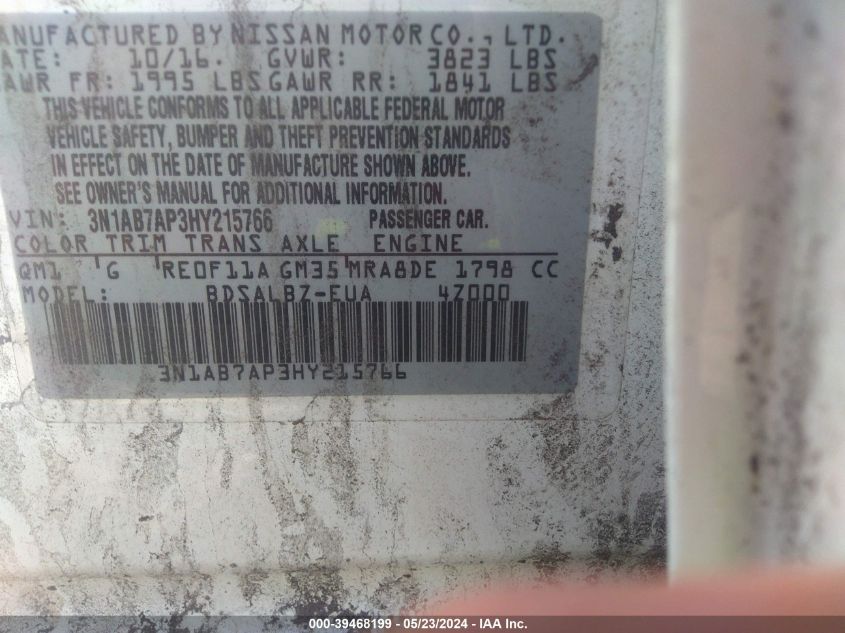 ANUFACTURED BY NISSAN MOTOR CO., LTD.
ATE: 10/16. GVWR: 3823 LBS
AWR FR: 1995 LBS GAWR RR: 1841 LBS
THIS VEHICLE CONFORMS TO ALL APPLICABLE FEDERAL MOTOR
VEHICLE SAFETY, BUMPER AND THEFT PREVENTION STANDARDS
IN EFFECT ON THE DATE OF MANUFACTURE SHOWN ABOVE.
SEE OWNER'S MANUAL FOR ADDITIONAL INFORMATION.
VIN: 3N1AB7AP3HY215766 PASSENGER CAR.
COLOR TRIM TRANS AXLE ENGINE
QM1 G RE0F11A GM35 MRA8DE 1798 CC
MODEL: BDSALBZ-EUA 4Z000
3N1AB7AP3HY215766
000-39468199 / 05/23/2024 - IAA Inc.